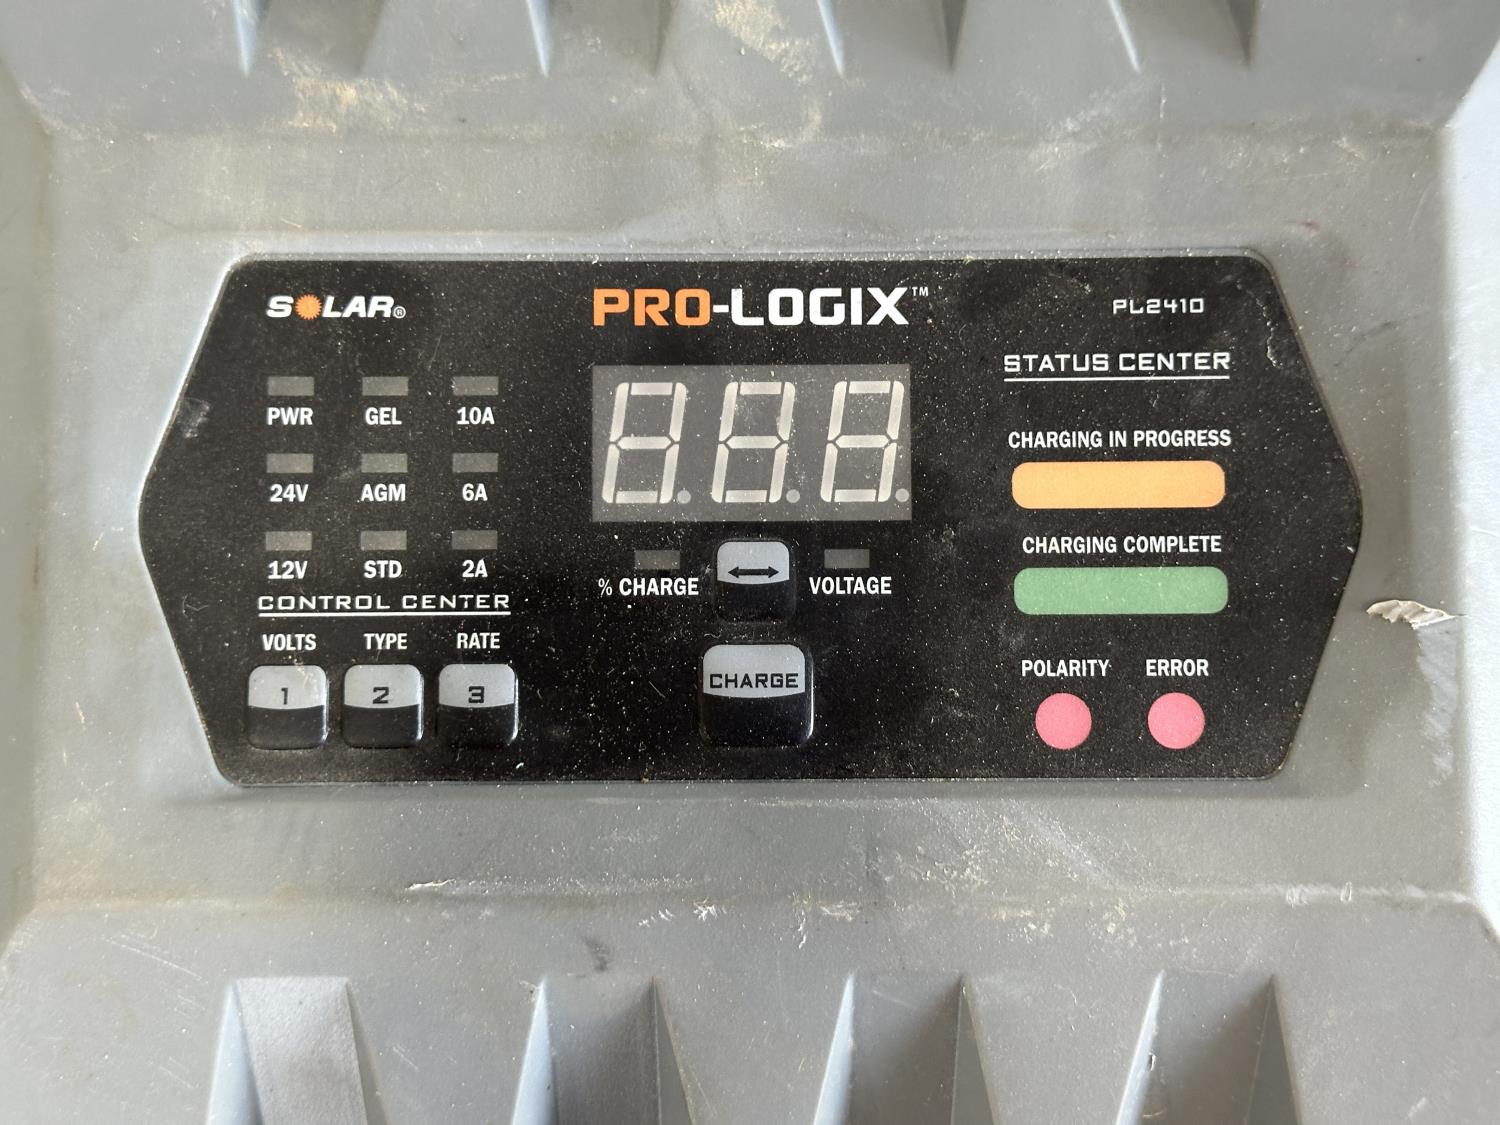 SOLAR®
PRO-LOGIX™
PL2410
PWR GEL 10A
24V AGM 6A
12V STD 2A
CONTROL CENTER
VOLTS TYPE RATE
1 2 3
% CHARGE ↔ VOLTAGE
CHARGE
STATUS CENTER
CHARGING IN PROGRESS
CHARGING COMPLETE
POLARITY ERROR